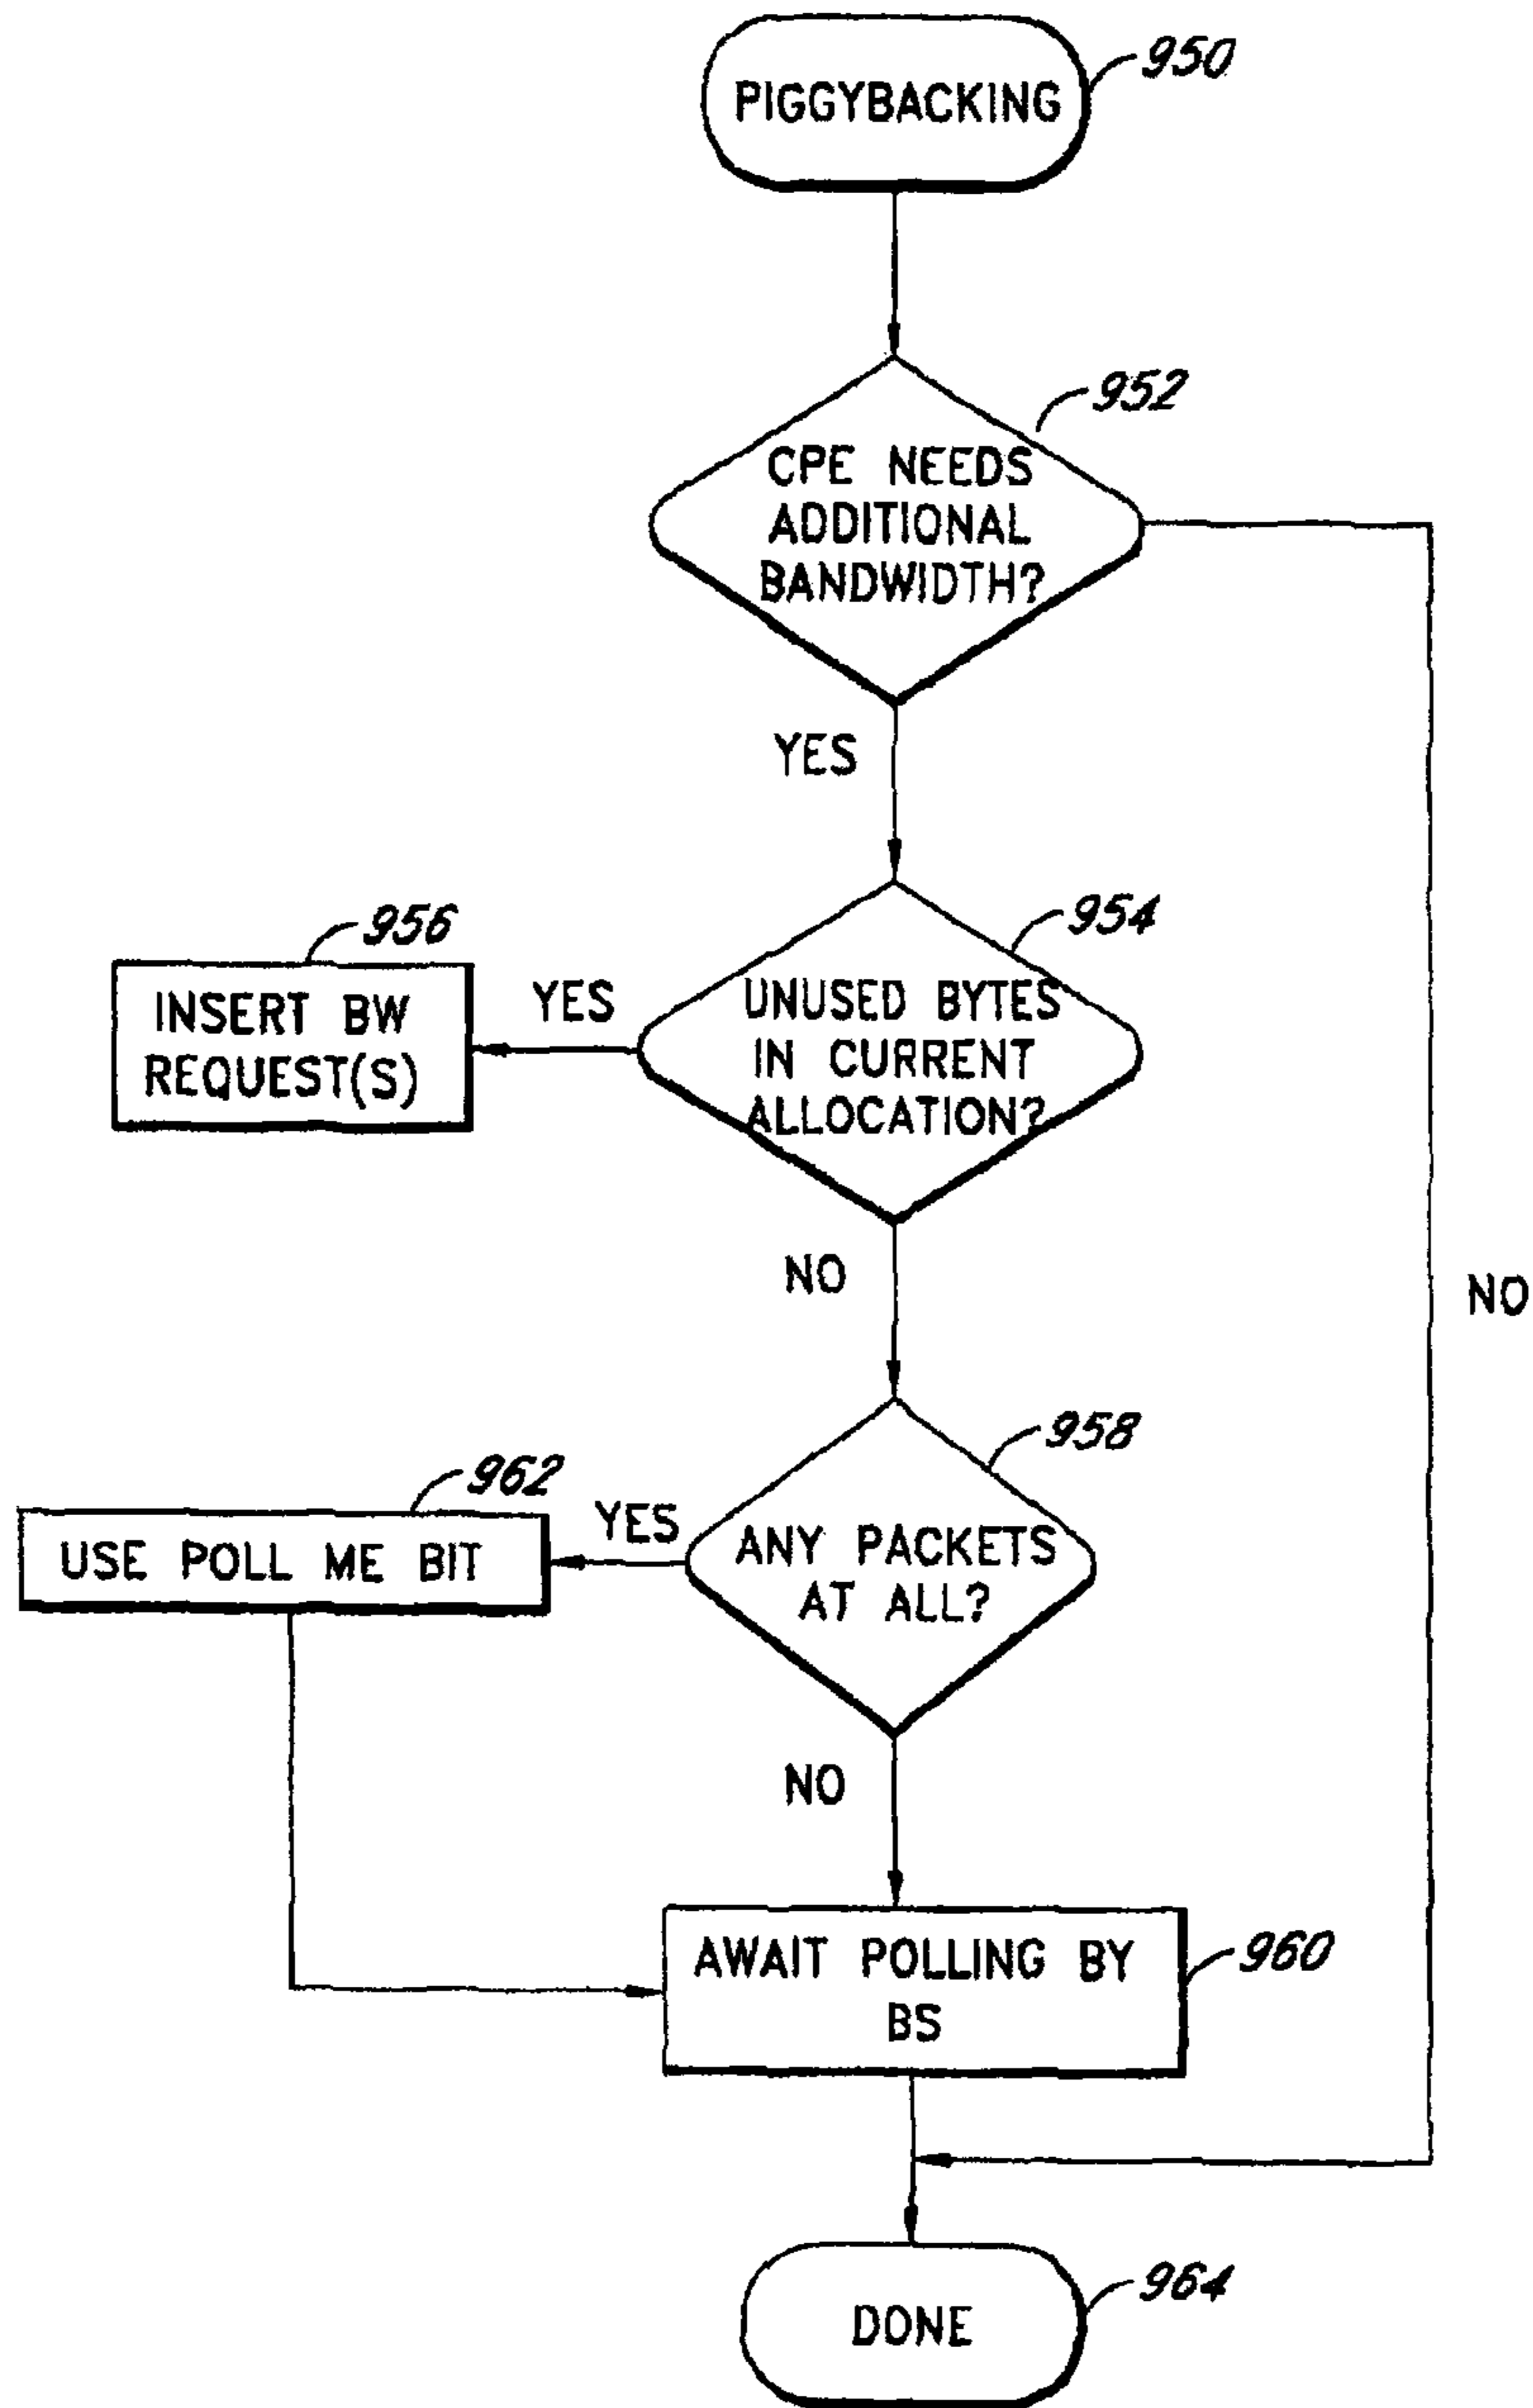 PIGGYBACKING
950
952
CPE NEEDS
ADDITIONAL
BANDWIDTH?
YES
954
956
UNUSED BYTES
IN CURRENT
ALLOCATION?
YES
INSERT BW
REQUEST(S)
NO
NO
958
962
ANY PACKETS
AT ALL?
YES
USE POLL ME BIT
NO
AWAIT POLLING BY
BS
960
964
DONE